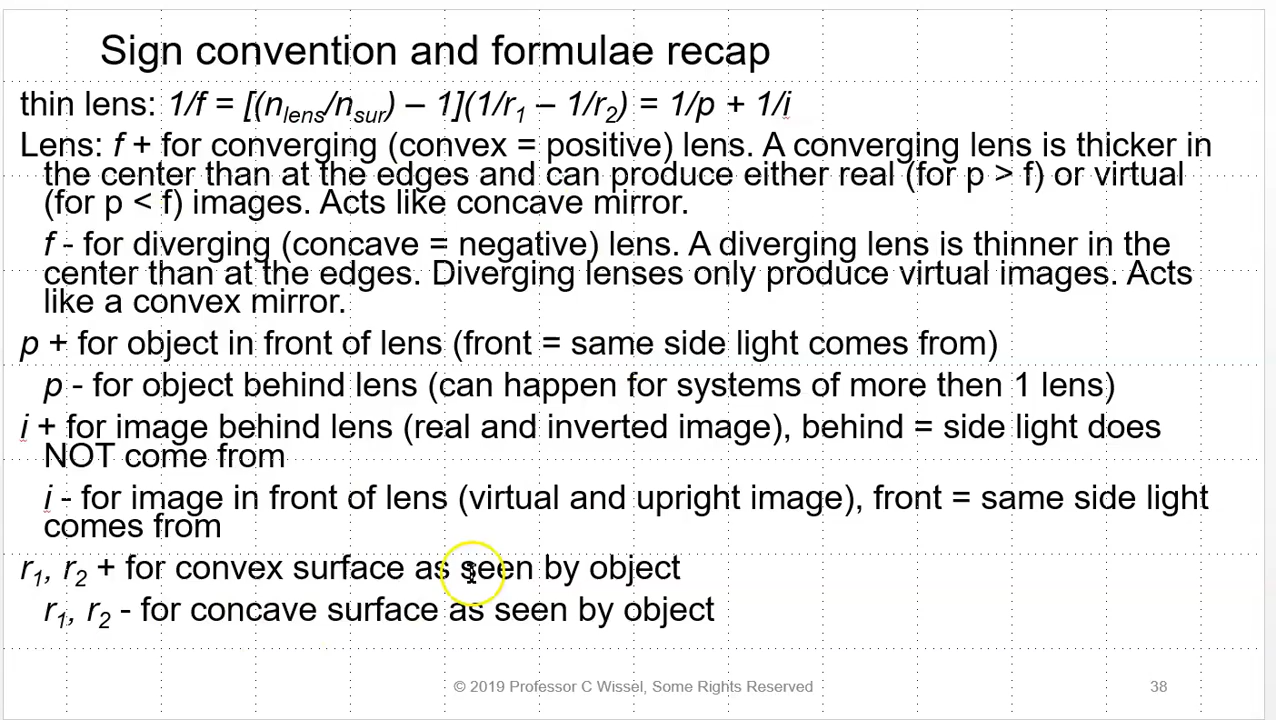 Sign convention and formulae recap
thin lens: 1/f = [(n_lens/n_sur) – 1](1/r_1 – 1/r_2) = 1/p + 1/i
Lens: f + for converging (convex = positive) lens. A converging lens is thicker in
the center than at the edges and can produce either real (for p > f) or virtual
(for p < f) images. Acts like concave mirror.
f - for diverging (concave = negative) lens. A diverging lens is thinner in the
center than at the edges. Diverging lenses only produce virtual images. Acts
like a convex mirror.
p + for object in front of lens (front = same side light comes from)
p - for object behind lens (can happen for systems of more then 1 lens)
i + for image behind lens (real and inverted image), behind = side light does
NOT come from
i - for image in front of lens (virtual and upright image), front = same side light
comes from
r_1, r_2 + for convex surface as seen by object
r_1, r_2 - for concave surface as seen by object
© 2019 Professor C Wissel, Some Rights Reserved
38